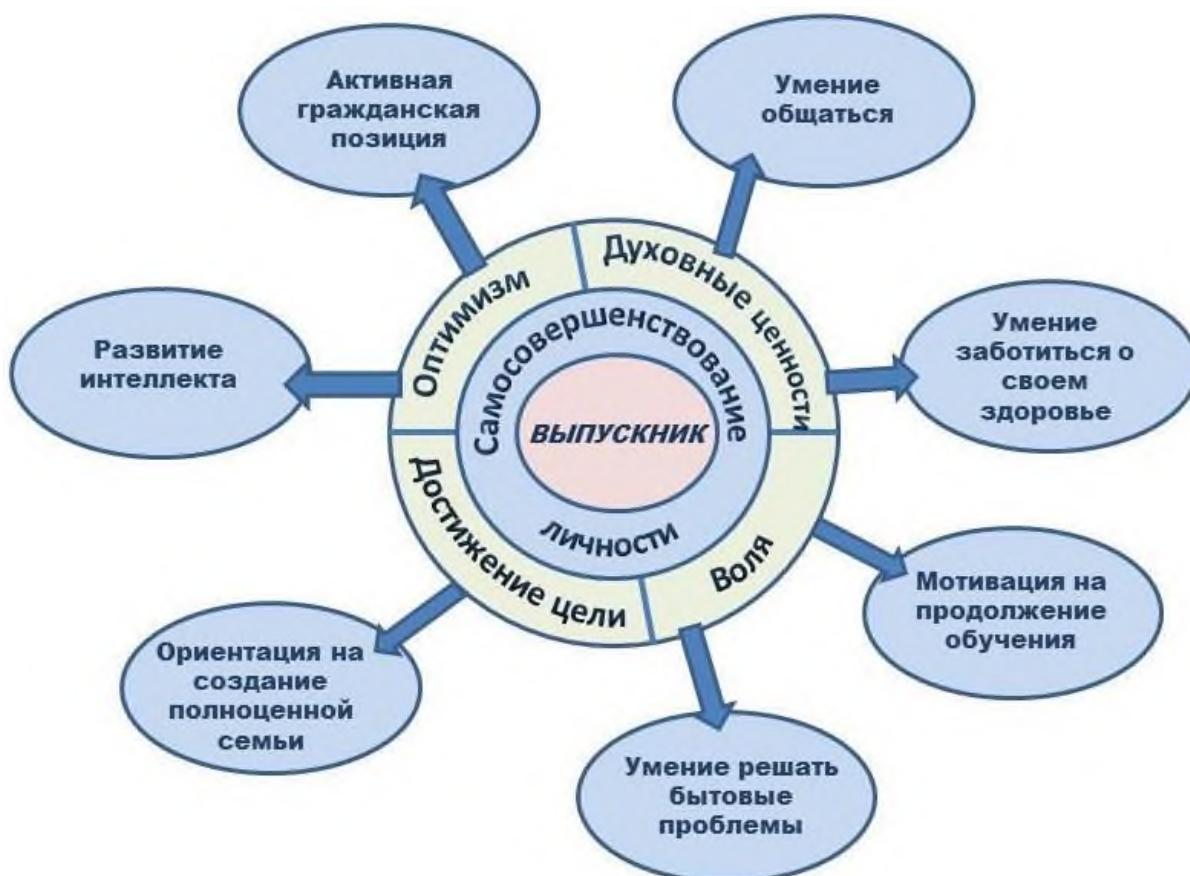 Активная
гражданская
позиция
Умение
общаться
Развитие
интеллекта
Оптимизм
Духовные ценности
Самосовершенствование
личности
ВЫПУСКНИК
Умение
заботиться о
своем
здоровье
Достижение цели
Воля
Мотивация на
продолжение
обучения
Ориентация на
создание
полноценной
семьи
Умение решать
бытовые
проблемы